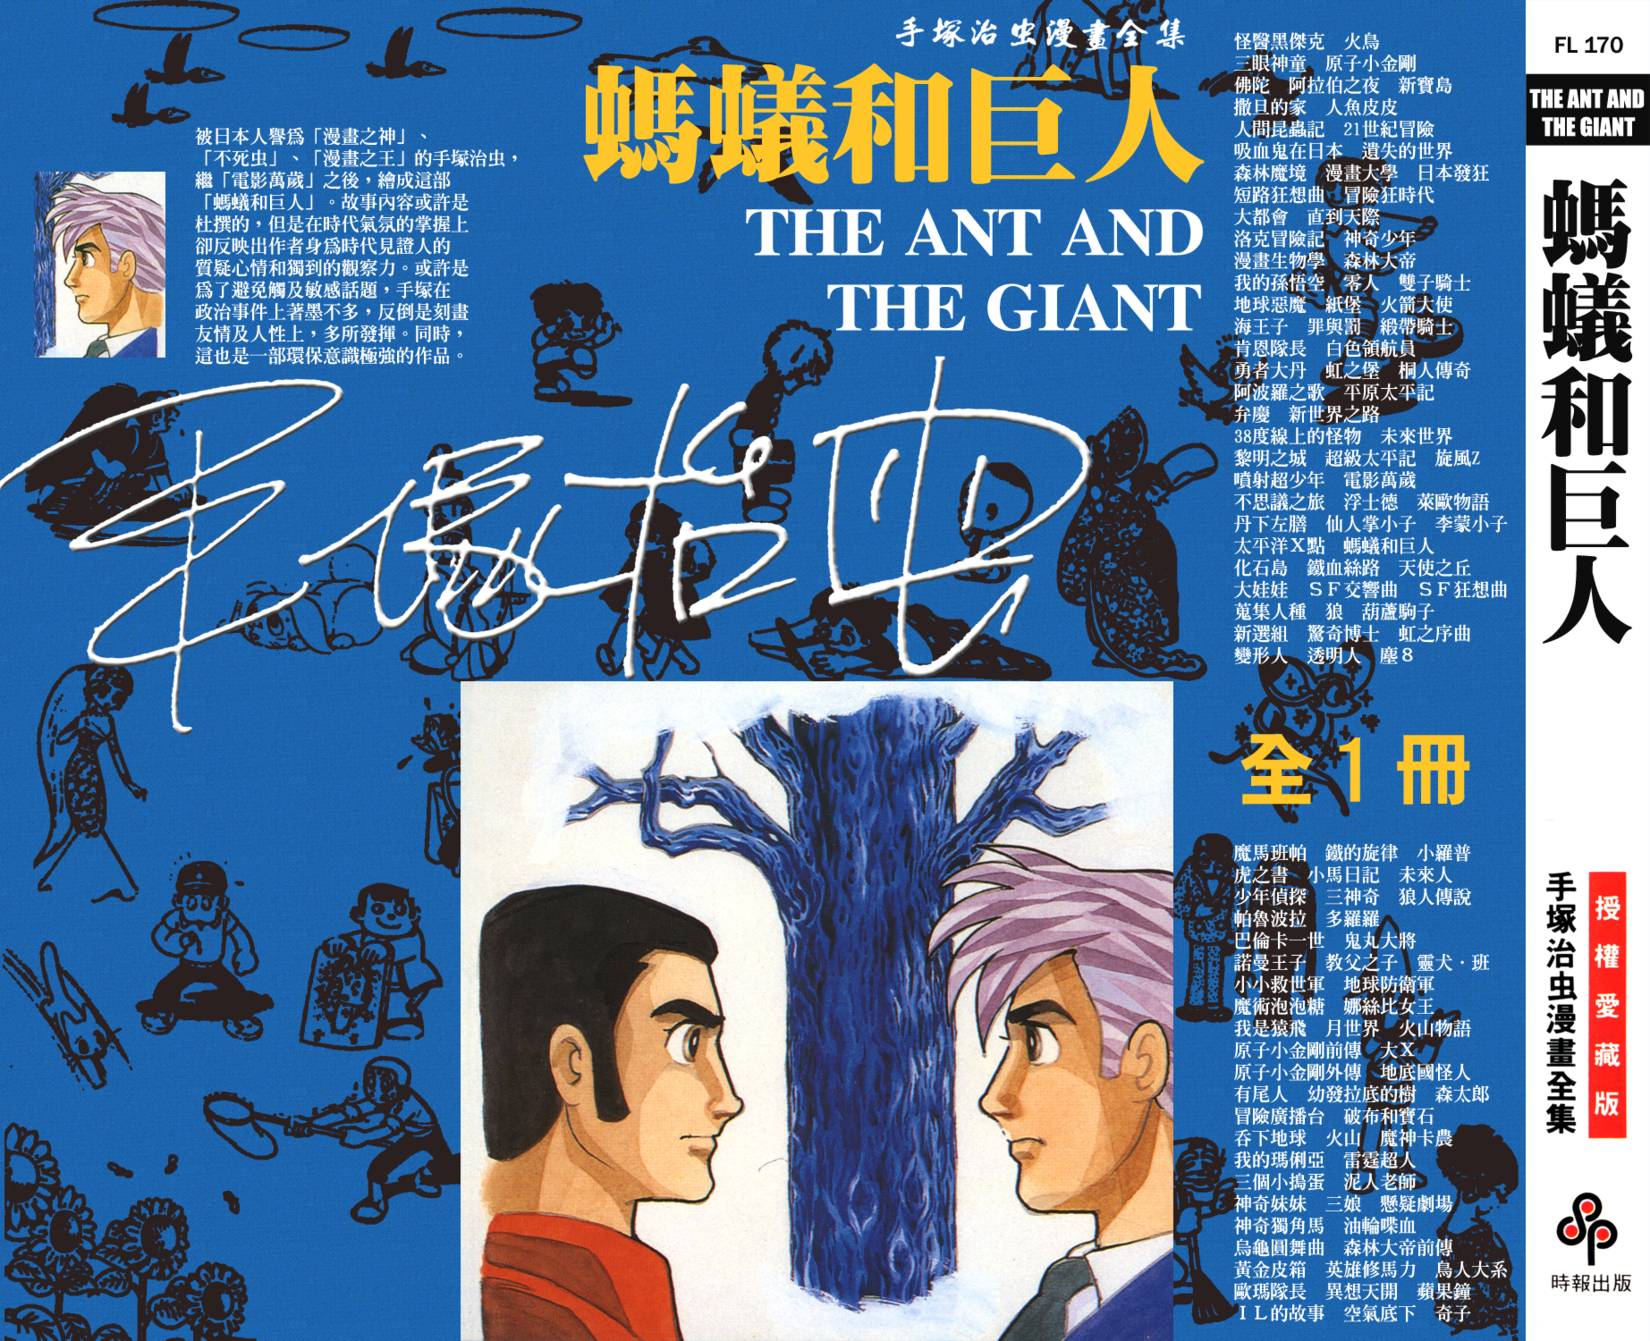 手塚治虫漫畫全集
螞蟻和巨人
THE ANT AND
THE GIANT
被日本人譽爲「漫畫之神」、
「不死虫」、「漫畫之王」的手塚治虫，
繼「電影萬歲」之後，繪成這部
「螞蟻和巨人」。故事內容或許是
杜撰的，但是在時代氣氛的掌握上
卻反映出作者身爲時代見證人的
質疑心情和獨到的觀察力。或許是
爲了避免觸及敏感話題，手塚在
政治事件上著墨不多，反倒是刻畫
友情及人性上，多所發揮。同時，
這也是一部環保意識極強的作品。
手塚治虫
怪醫黑傑克　火鳥
三眼神童　原子小金剛
佛陀　阿拉伯之夜　新寶島
撒旦的家　人魚皮皮
人間昆蟲記　21世紀冒險
吸血鬼在日本　遺失的世界
森林魔境　漫畫大學　日本發狂
短路狂想曲　冒險狂時代
大都會　直到天際
洛克冒險記　神奇少年
漫畫生物學　森林大帝
我的孫悟空　零人　雙子騎士
地球惡魔　紙堡　火箭大使
海王子　罪與罰　緞帶騎士
肯恩隊長　白色領航員
勇者大丹　虹之堡　桐人傳奇
阿波羅之歌　平原太平記
弁慶　新世界之路
38度線上的怪物　未來世界
黎明之城　超級太平記　旋風Z
噴射超少年　電影萬歲
不思議之旅　浮士德　萊歐物語
丹下左膳　仙人掌小子　李蒙小子
太平洋X點　螞蟻和巨人
化石島　鐵血絲路　天使之丘
大娃娃　ＳＦ交響曲　ＳＦ狂想曲
蒐集人種　狼　葫蘆駒子
新選組　驚奇博士　虹之序曲
變形人　透明人　塵８
全1冊
魔馬班帕　鐵的旋律　小羅普
虎之書　小馬日記　未來人
少年偵探　三神奇　狼人傳說
帕魯波拉　多羅羅
巴倫卡一世　鬼丸大將
諾曼王子　教父之子　靈犬・班
小小救世軍　地球防衛軍
魔術泡泡糖　娜絲比女王
我是猿飛　月世界　火山物語
原子小金剛前傳　大X
原子小金剛外傳　地底國怪人
有尾人　幼發拉底的樹　森太郎
冒險廣播台　破布和寶石
吞下地球　火山　魔神卡農
我的瑪俐亞　雷霆超人
三個小搗蛋　泥人老師
神奇妹妹　三娘　懸疑劇場
神奇獨角馬　油輪喋血
烏龜圓舞曲　森林大帝前傳
黃金皮箱　英雄修馬力　鳥人大系
歐瑪隊長　異想天開　蘋果鐘
ＩＬ的故事　空氣底下　奇子
FL 170
THE ANT AND
THE GIANT
螞蟻和巨人
授權愛藏版
手塚治虫漫畫全集
時報出版